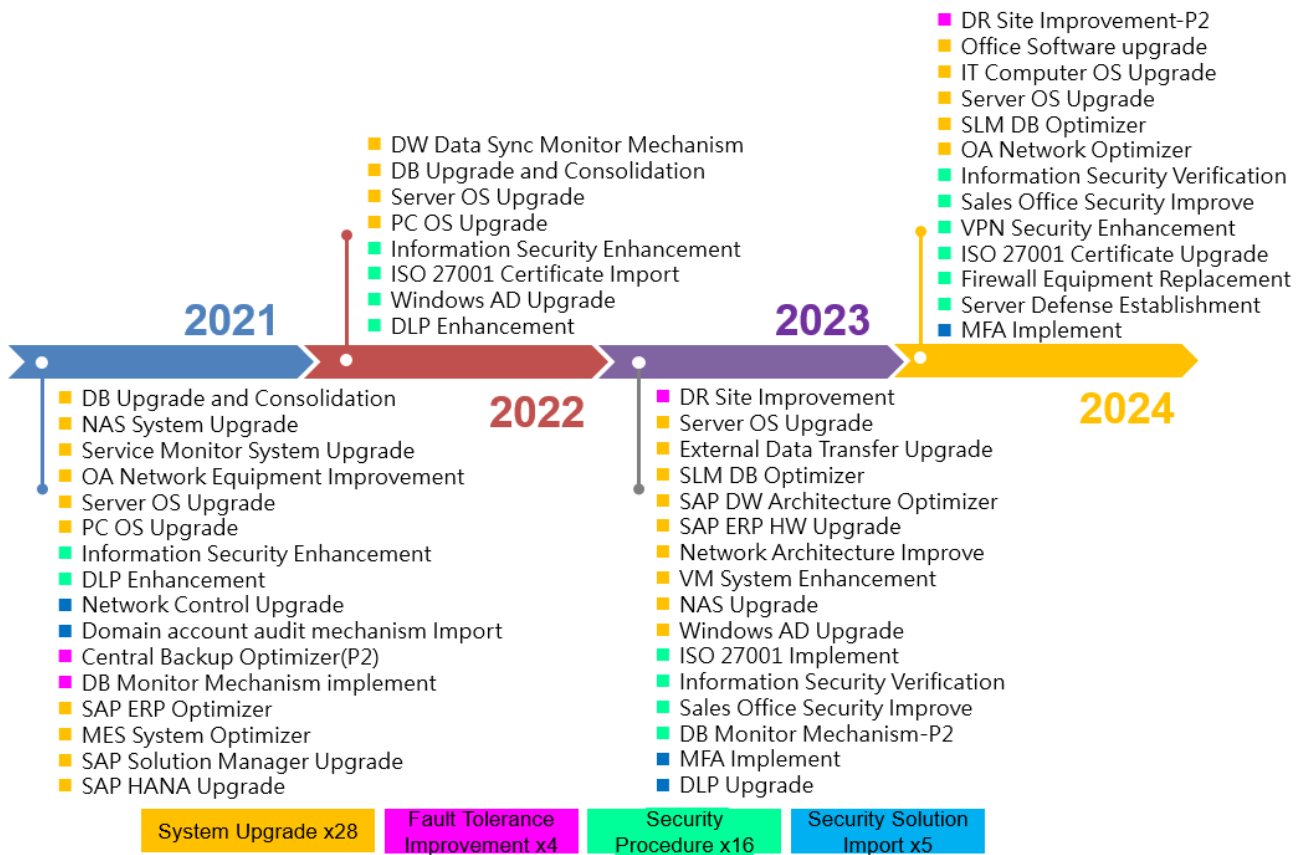 2021
DB Upgrade and Consolidation
NAS System Upgrade
Service Monitor System Upgrade
OA Network Equipment Improvement
Server OS Upgrade
PC OS Upgrade
Information Security Enhancement
DLP Enhancement
Network Control Upgrade
Domain account audit mechanism Import
Central Backup Optimizer(P2)
DB Monitor Mechanism implement
SAP ERP Optimizer
MES System Optimizer
SAP Solution Manager Upgrade
SAP HANA Upgrade
DW Data Sync Monitor Mechanism
DB Upgrade and Consolidation
Server OS Upgrade
PC OS Upgrade
Information Security Enhancement
ISO 27001 Certificate Import
Windows AD Upgrade
DLP Enhancement
2022
2023
DR Site Improvement
Server OS Upgrade
External Data Transfer Upgrade
SLM DB Optimizer
SAP DW Architecture Optimizer
SAP ERP HW Upgrade
Network Architecture Improve
VM System Enhancement
NAS Upgrade
Windows AD Upgrade
ISO 27001 Implement
Information Security Verification
Sales Office Security Improve
DB Monitor Mechanism-P2
MFA Implement
DLP Upgrade
DR Site Improvement-P2
Office Software upgrade
IT Computer OS Upgrade
Server OS Upgrade
SLM DB Optimizer
OA Network Optimizer
Information Security Verification
Sales Office Security Improve
VPN Security Enhancement
ISO 27001 Certificate Upgrade
Firewall Equipment Replacement
Server Defense Establishment
MFA Implement
2024
System Upgrade x28
Fault Tolerance
Improvement x4
Security
Procedure x16
Security Solution
Import x5